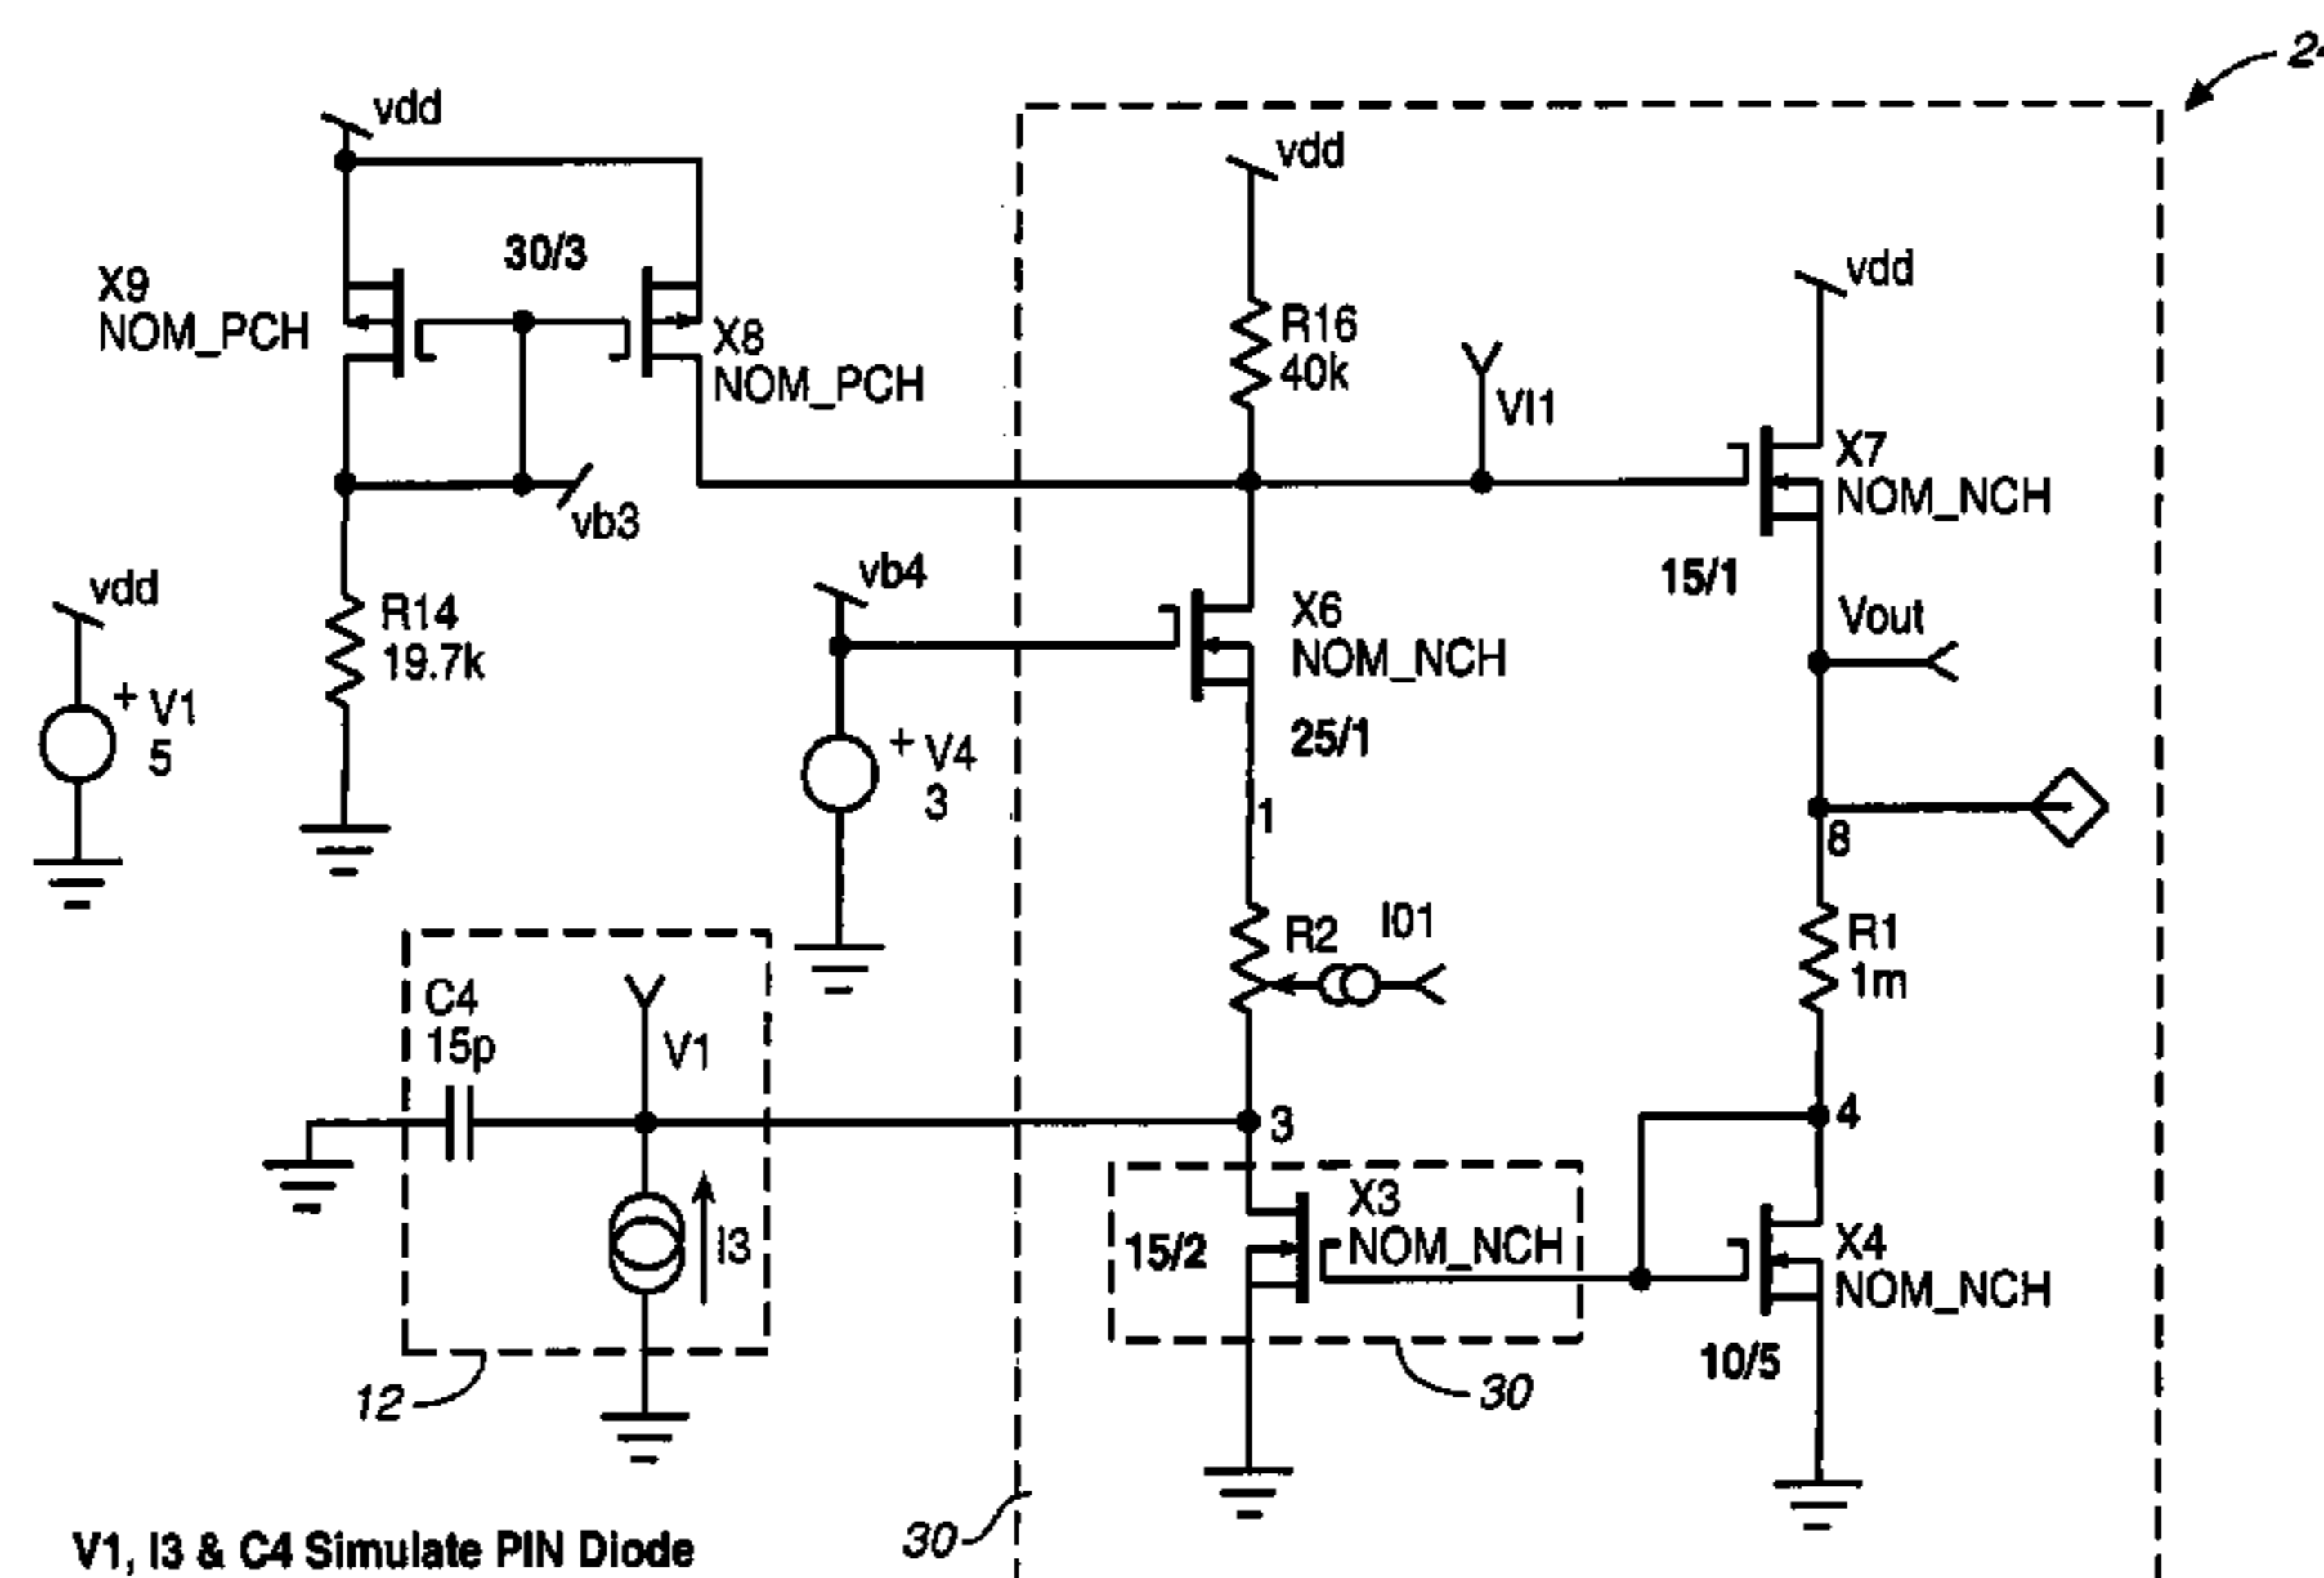 24
vdd
vdd
30/3
vdd
X9
NOM_PCH
X8
NOM_PCH
R16
40k
VI1
X7
NOM_NCH
vb3
15/1
vb4
vdd
R14
19.7k
X6
NOM_NCH
Vout
+ V1
5
+ V4
3
25/1
1
8
R2
I01
R1
1m
C4
15p
V1
3
4
I3
15/2
X3
NOM_NCH
X4
NOM_NCH
10/5
12
30
30
V1, I3 & C4 Simulate PIN Diode